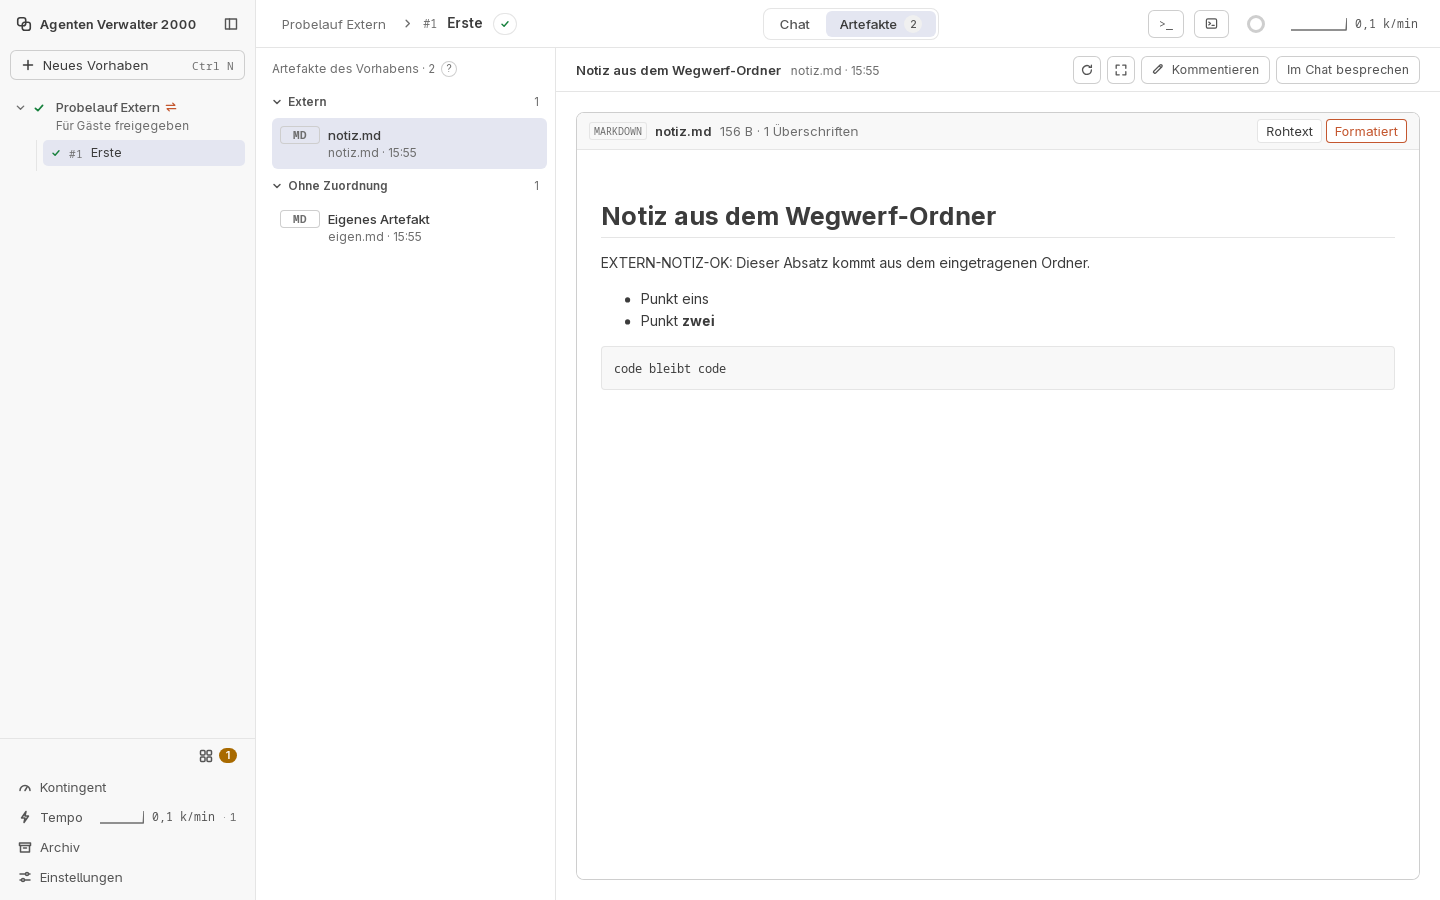 Agenten Verwalter 2000
Neues Vorhaben Ctrl N
Probelauf Extern
Für Gäste freigegeben
#1 Erste
1
Kontingent
Tempo 0,1 k/min · 1
Archiv
Einstellungen
Probelauf Extern #1 Erste
Chat Artefakte 2
>_ 0,1 k/min
Artefakte des Vorhabens · 2 ?
Extern 1
MD notiz.md
notiz.md · 15:55
Ohne Zuordnung 1
MD Eigenes Artefakt
eigen.md · 15:55
Notiz aus dem Wegwerf-Ordner notiz.md · 15:55
Kommentieren Im Chat besprechen
MARKDOWN notiz.md 156 B · 1 Überschriften
Rohtext Formatiert
Notiz aus dem Wegwerf-Ordner
EXTERN-NOTIZ-OK: Dieser Absatz kommt aus dem eingetragenen Ordner.
• Punkt eins
• Punkt zwei
code bleibt code